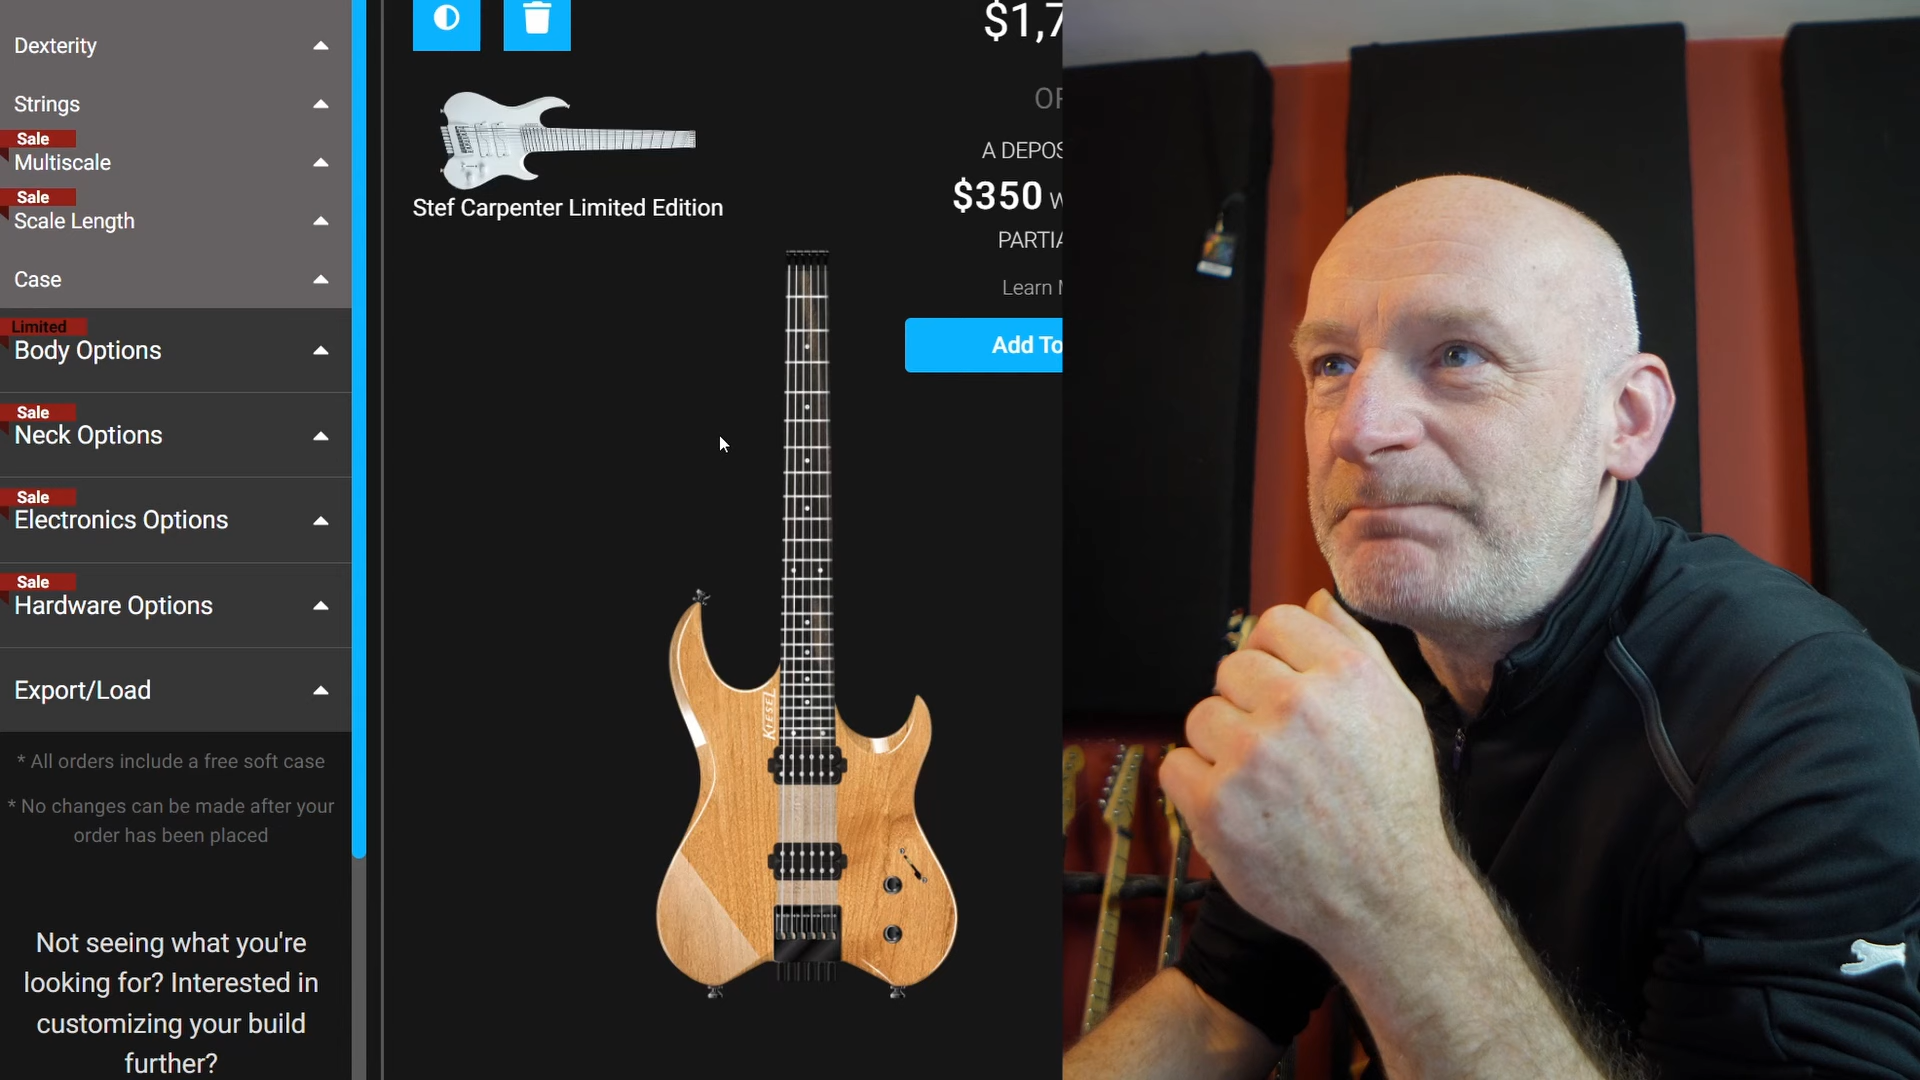 Dexterity
Strings
Sale
Multiscale
Sale
Scale Length
Case
Limited
Body Options
Sale
Neck Options
Sale
Electronics Options
Sale
Hardware Options
Export/Load
* All orders include a free soft case
* No changes can be made after your
order has been placed
Not seeing what you're
looking for? Interested in
customizing your build
further?
Stef Carpenter Limited Edition
KIESEL
$1,7
OR
A DEPOS
$350 W
PARTIA
Learn M
Add To